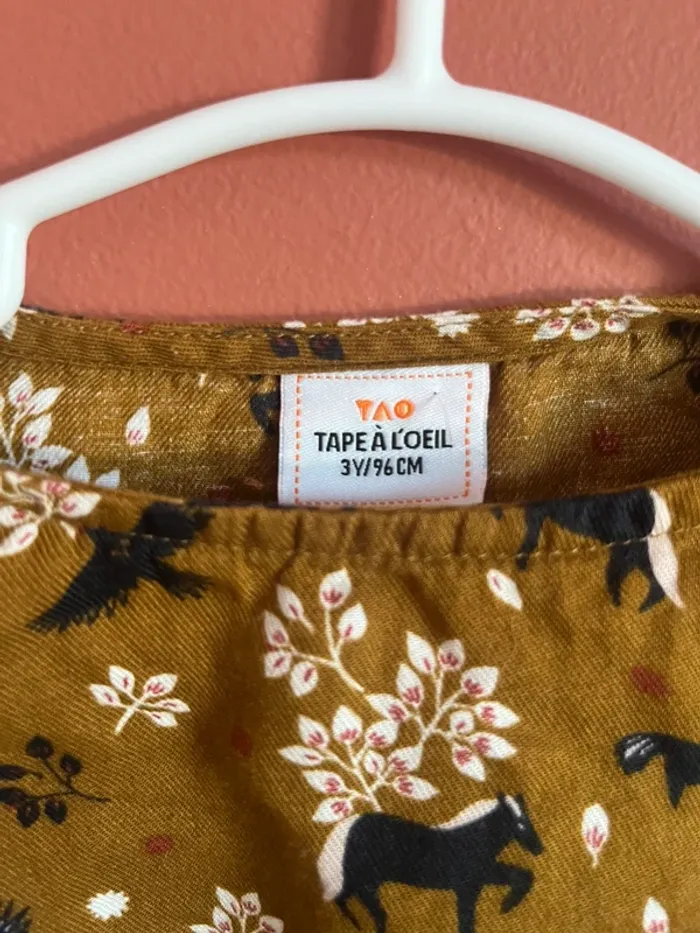 TAO
TAPE À L'OEIL
3Y/96CM